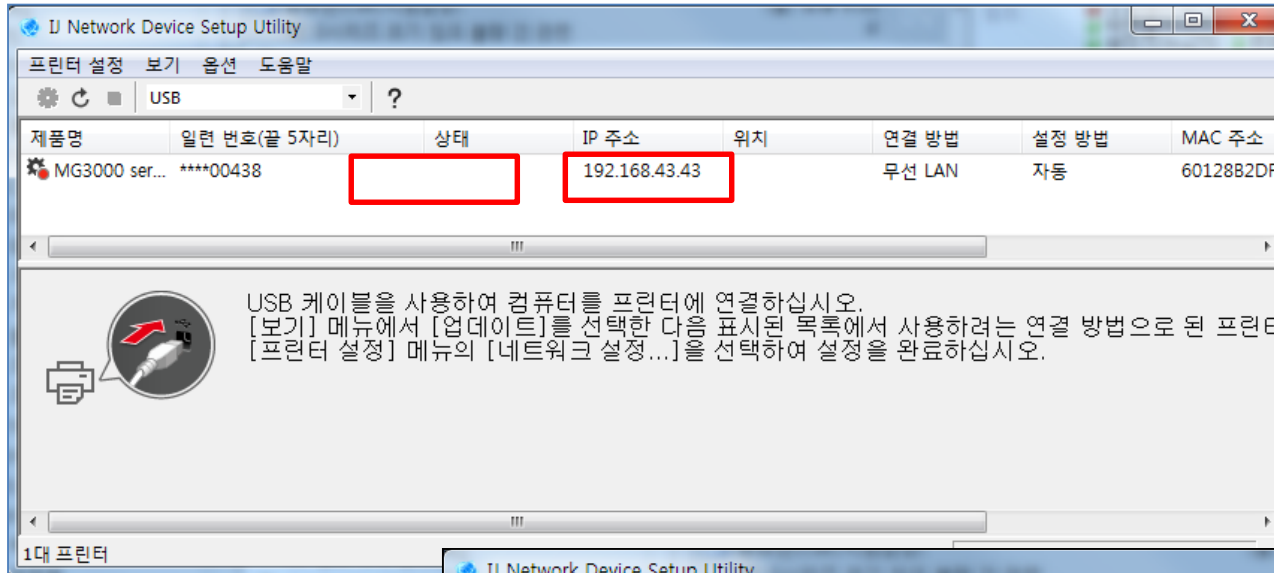 IJ Network Device Setup Utility
프린터 설정 보기 옵션 도움말
USB ?
제품명 일련 번호(끝 5자리) 상태 IP 주소 위치 연결 방법 설정 방법 MAC 주소
MG3000 ser... ****00438 192.168.43.43 무선 LAN 자동 60128B2DF
USB 케이블을 사용하여 컴퓨터를 프린터에 연결하십시오.
[보기] 메뉴에서 [업데이트]를 선택한 다음 표시된 목록에서 사용하려는 연결 방법으로 된 프린터
[프린터 설정] 메뉴의 [네트워크 설정...]을 선택하여 설정을 완료하십시오.
1대 프린터
IJ Network Device Setup Utility